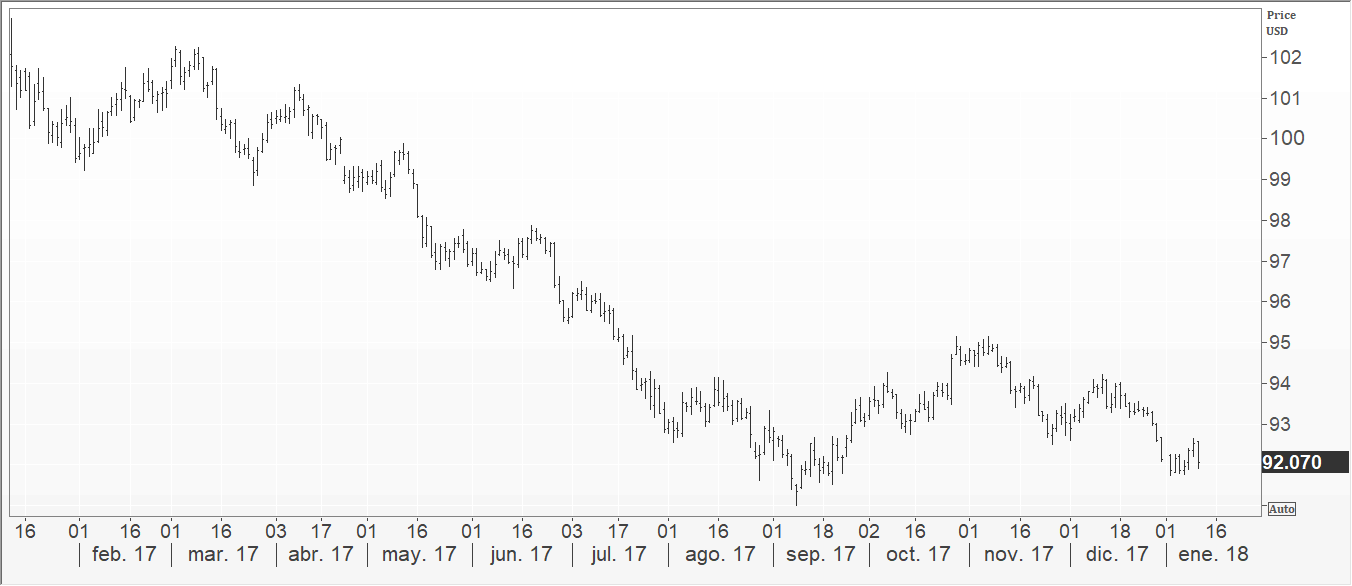 Price
USD
102
101
100
99
98
97
96
95
94
93
92.070
Auto
16 01 16 01 16 03 17 01 16 01 16 03 17 01 16 01 18 02 16 01 16 01 18 01 16
feb. 17 mar. 17 abr. 17 may. 17 jun. 17 jul. 17 ago. 17 sep. 17 oct. 17 nov. 17 dic. 17 ene. 18